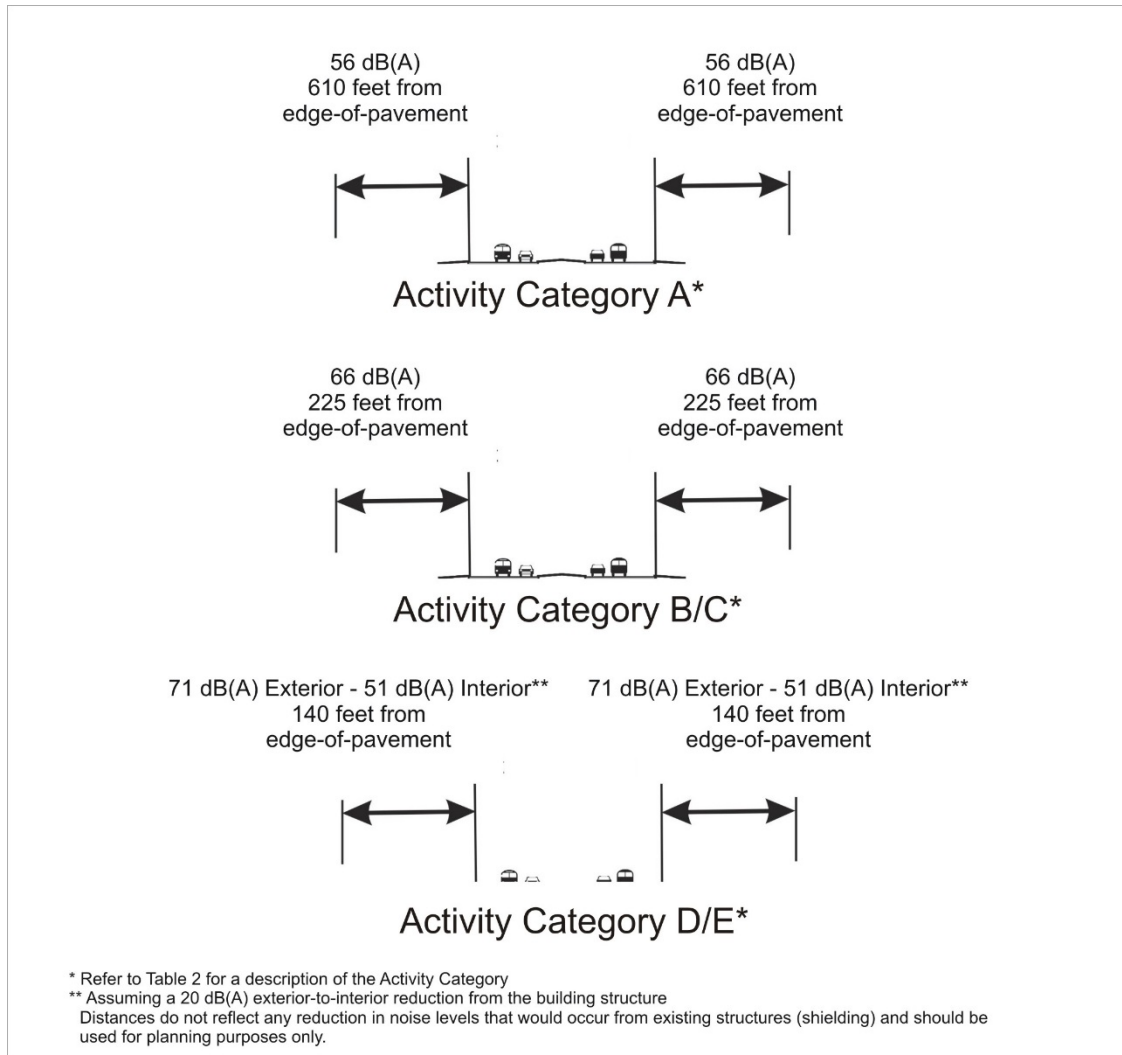 56 dB(A)
610 feet from
edge-of-pavement
56 dB(A)
610 feet from
edge-of-pavement
Activity Category A*
66 dB(A)
225 feet from
edge-of-pavement
66 dB(A)
225 feet from
edge-of-pavement
Activity Category B/C*
71 dB(A) Exterior - 51 dB(A) Interior**
140 feet from
edge-of-pavement
71 dB(A) Exterior - 51 dB(A) Interior**
140 feet from
edge-of-pavement
Activity Category D/E*
* Refer to Table 2 for a description of the Activity Category
** Assuming a 20 dB(A) exterior-to-interior reduction from the building structure
Distances do not reflect any reduction in noise levels that would occur from existing structures (shielding) and should be
used for planning purposes only.